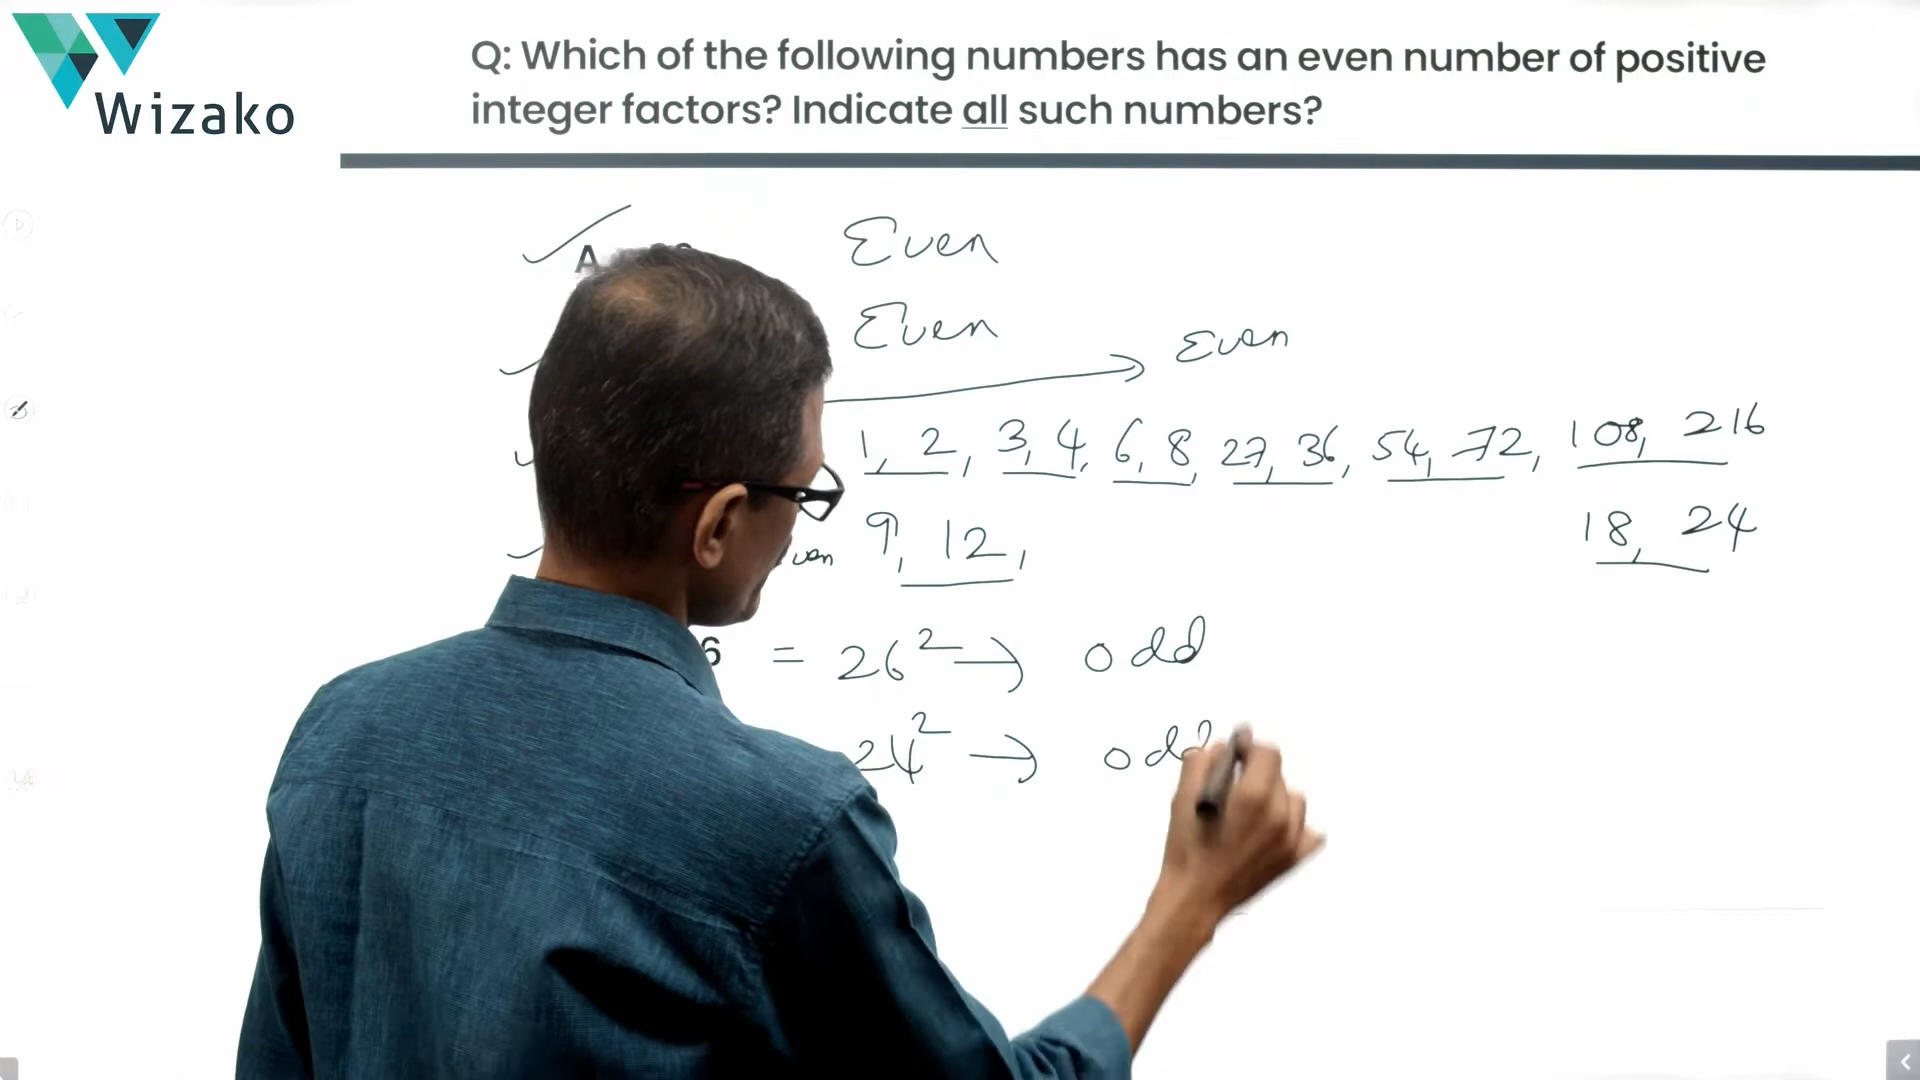 Wizako
Q: Which of the following numbers has an even number of positive
integer factors? Indicate all such numbers?
A
Even
Even
Even
1, 2, 3, 4, 6, 8, 27, 36, 54, 72, 108, 216
9, 12,
18, 24
6 = 26² → odd
24² → odd